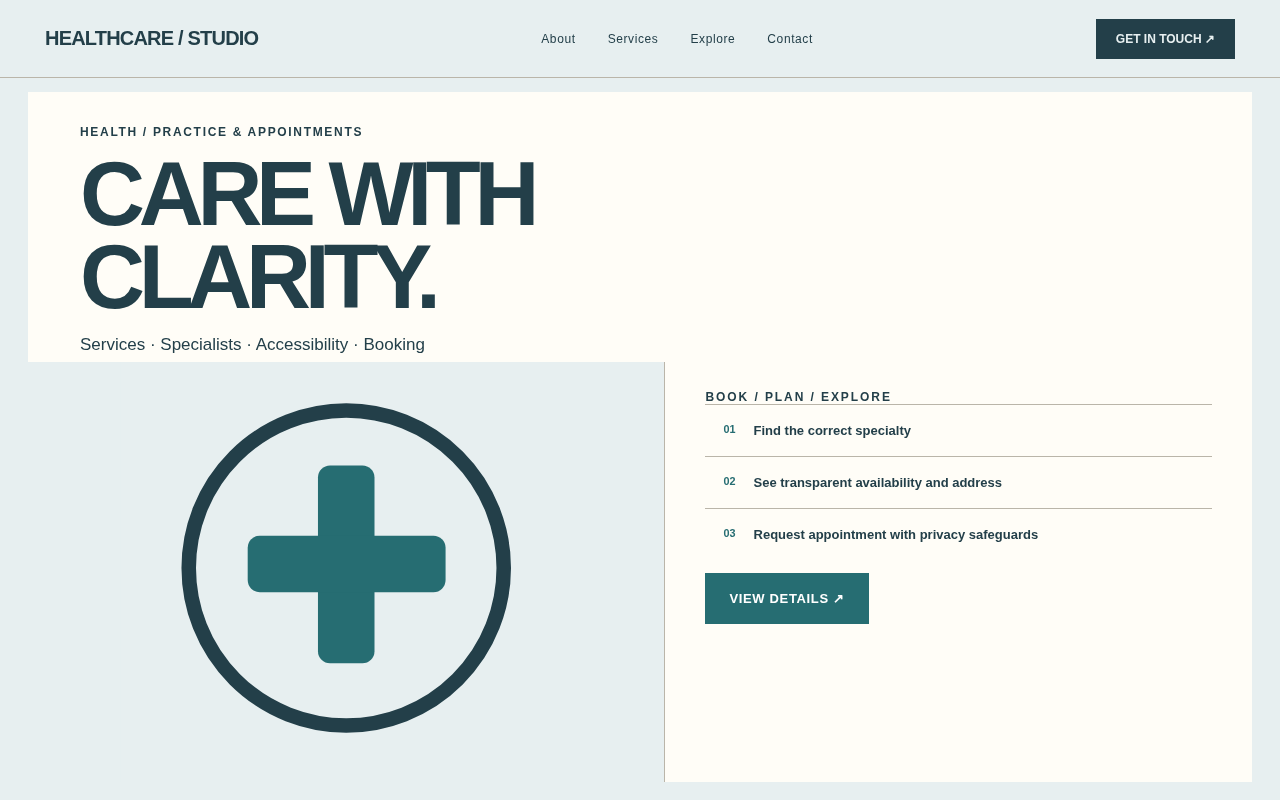 HEALTHCARE / STUDIO
About Services Explore Contact
GET IN TOUCH ↗
HEALTH / PRACTICE & APPOINTMENTS
CARE WITH
CLARITY.
Services · Specialists · Accessibility · Booking
BOOK / PLAN / EXPLORE
01 Find the correct specialty
02 See transparent availability and address
03 Request appointment with privacy safeguards
VIEW DETAILS ↗